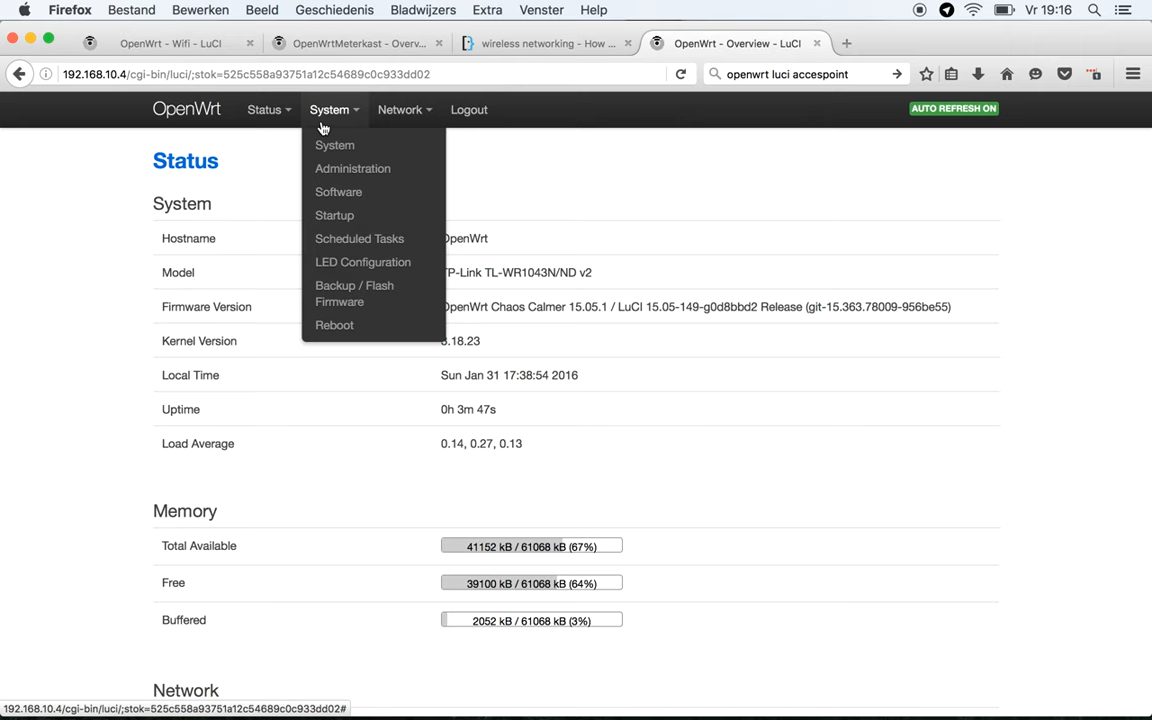 Firefox Bestand Bewerken Beeld Geschiedenis Bladwijzers Extra Venster Help Vr 19:16
OpenWrt - Wifi - LuCI OpenWrtMeterkast - Overv... wireless networking - How ... OpenWrt - Overview - LuCI
192.168.10.4/cgi-bin/luci/;stok=525c558a93751a12c54689c0c933dd02 openwrt luci accespoint
OpenWrt Status System Network Logout AUTO REFRESH ON
System
Administration
Software
Startup
Scheduled Tasks
LED Configuration
Backup / Flash
Firmware
Reboot
Status
System
Hostname OpenWrt
Model TP-Link TL-WR1043N/ND v2
Firmware Version OpenWrt Chaos Calmer 15.05.1 / LuCI 15.05-149-g0d8bbd2 Release (git-15.363.78009-956be55)
Kernel Version 3.18.23
Local Time Sun Jan 31 17:38:54 2016
Uptime 0h 3m 47s
Load Average 0.14, 0.27, 0.13
Memory
Total Available 41152 kB / 61068 kB (67%)
Free 39100 kB / 61068 kB (64%)
Buffered 2052 kB / 61068 kB (3%)
Network
192.168.10.4/cgi-bin/luci/;stok=525c558a93751a12c54689c0c933dd02#